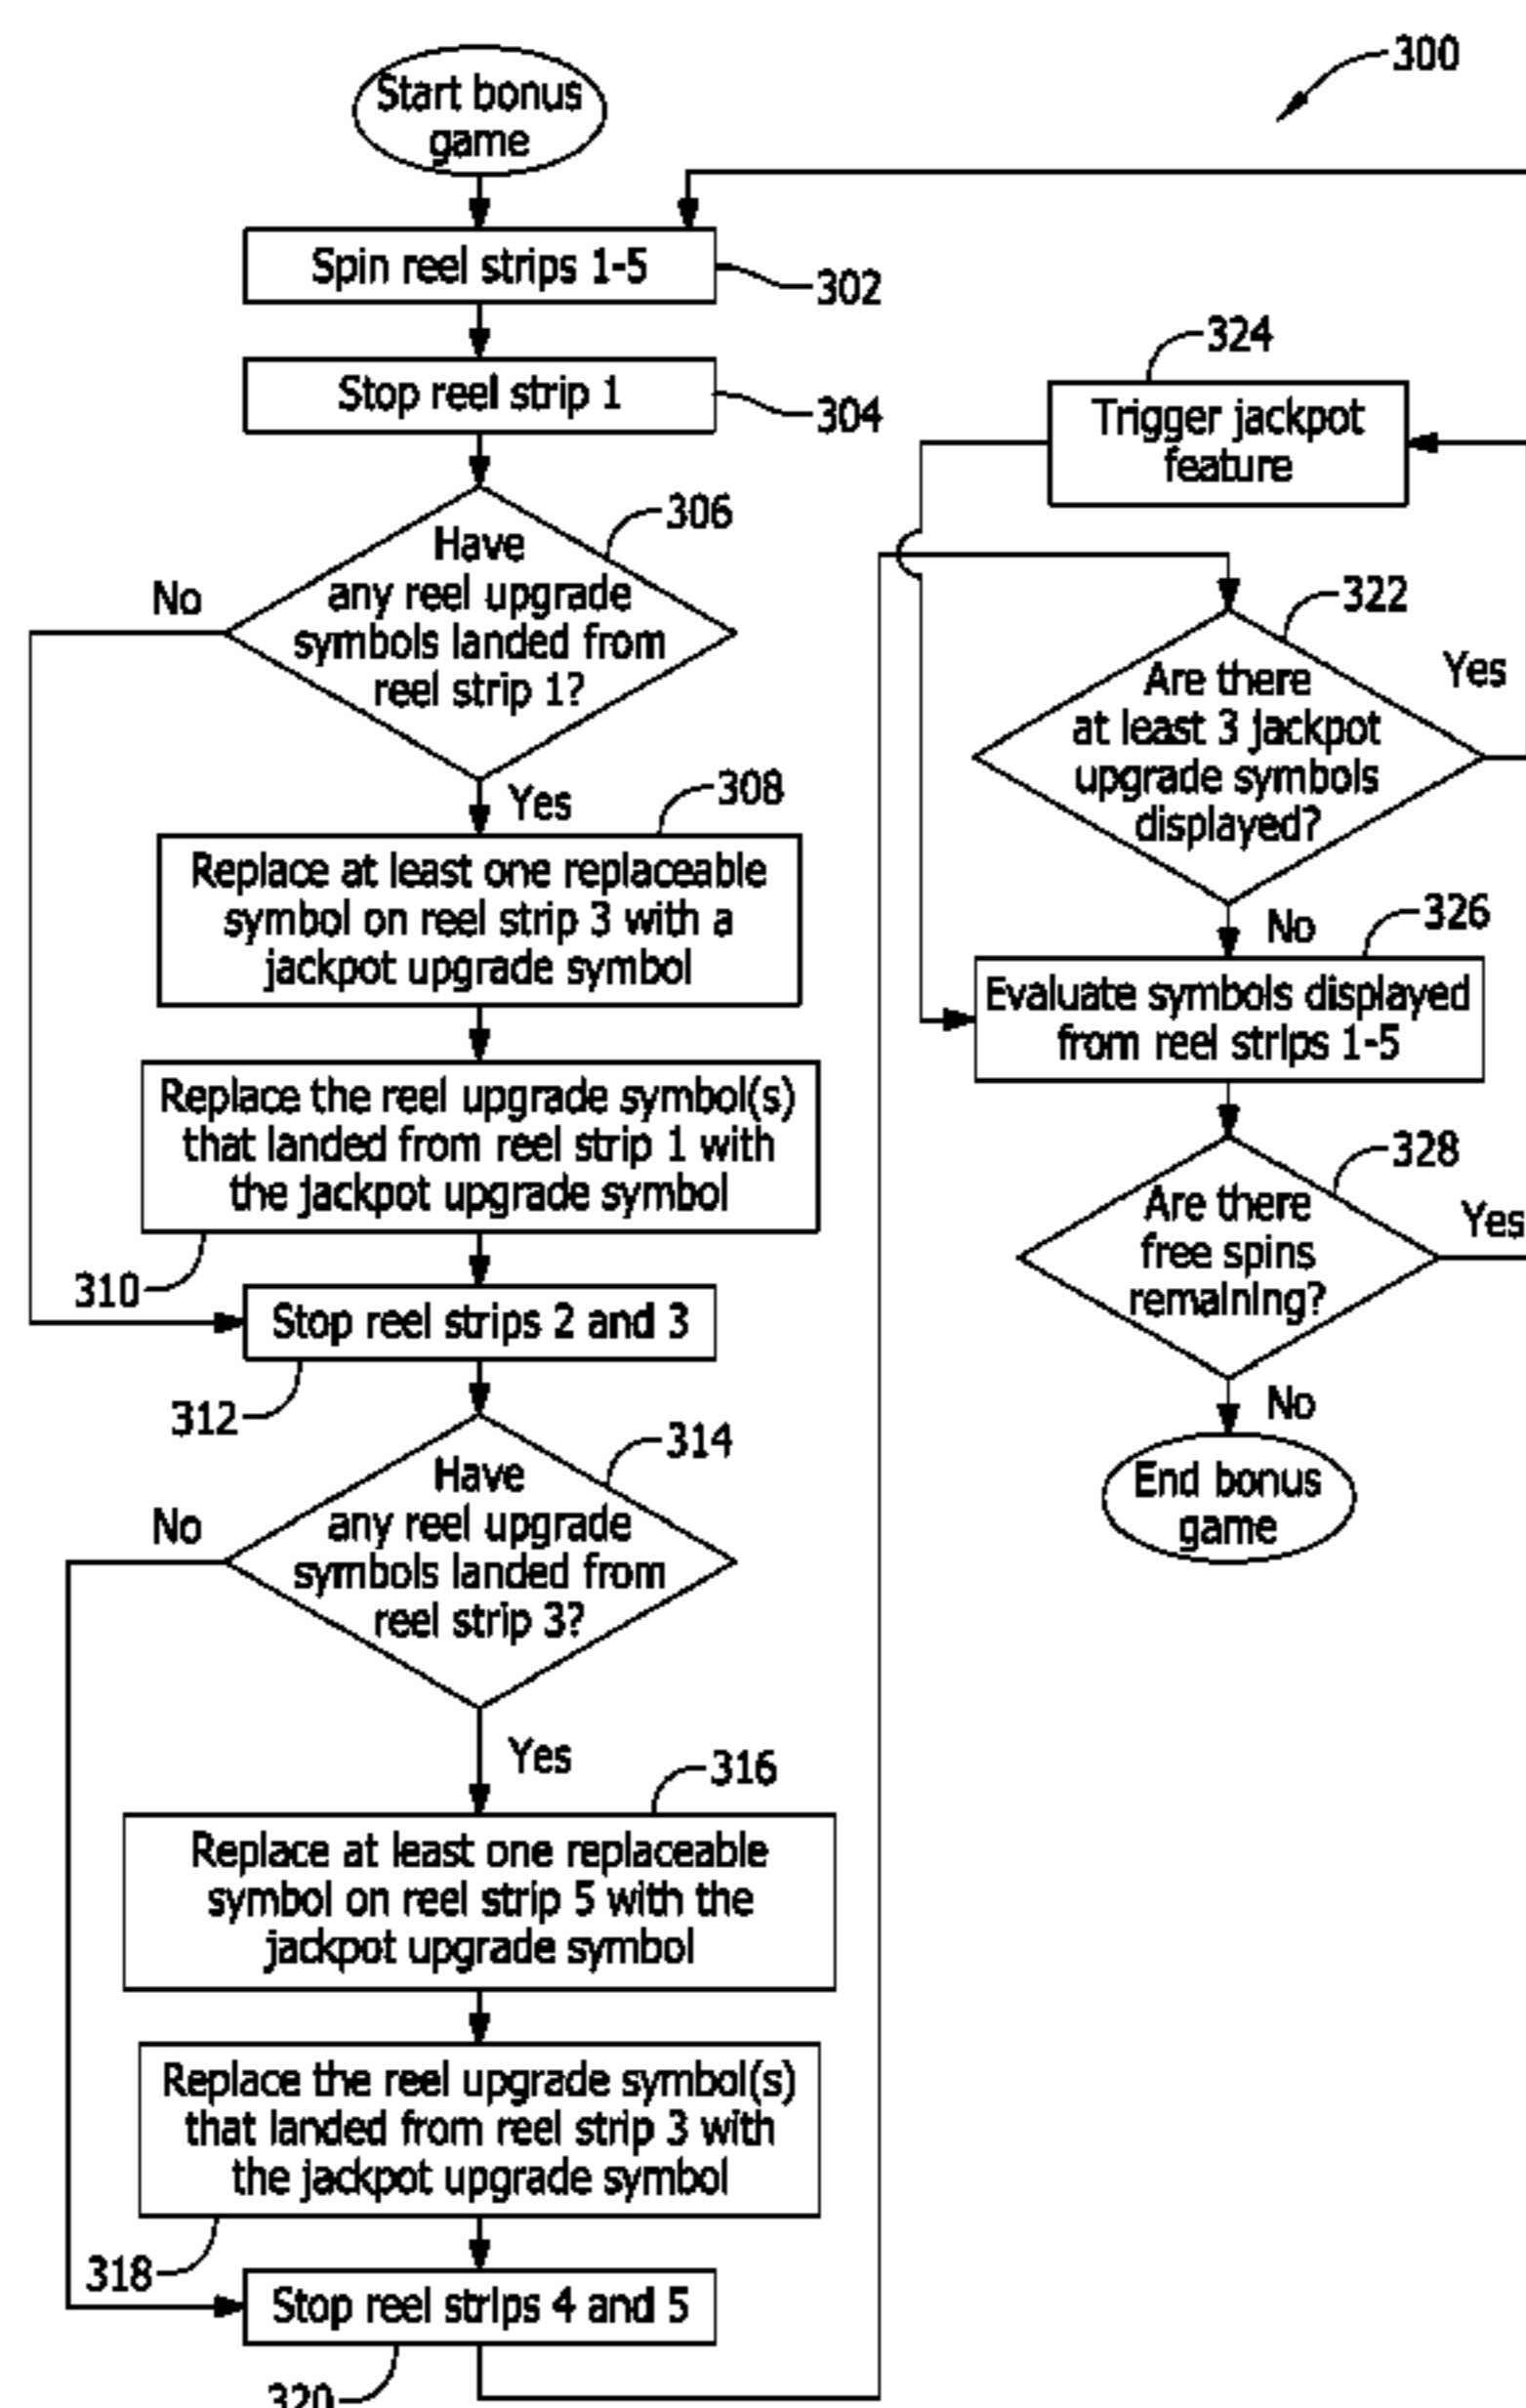 300
Start bonus
game
Spin reel strips 1-5
302
Stop reel strip 1
304
Have
any reel upgrade
symbols landed from
reel strip 1?
306
No
Yes
308
Replace at least one replaceable
symbol on reel strip 3 with a
jackpot upgrade symbol
Replace the reel upgrade symbol(s)
that landed from reel strip 1 with
the jackpot upgrade symbol
310
Stop reel strips 2 and 3
312
314
Have
any reel upgrade
symbols landed from
reel strip 3?
No
Yes
316
Replace at least one replaceable
symbol on reel strip 5 with the
jackpot upgrade symbol
Replace the reel upgrade symbol(s)
that landed from reel strip 3 with
the jackpot upgrade symbol
318
Stop reel strips 4 and 5
320
324
Trigger jackpot
feature
322
Are there
at least 3 jackpot
upgrade symbols
displayed?
Yes
No
326
Evaluate symbols displayed
from reel strips 1-5
328
Are there
free spins
remaining?
Yes
No
End bonus
game